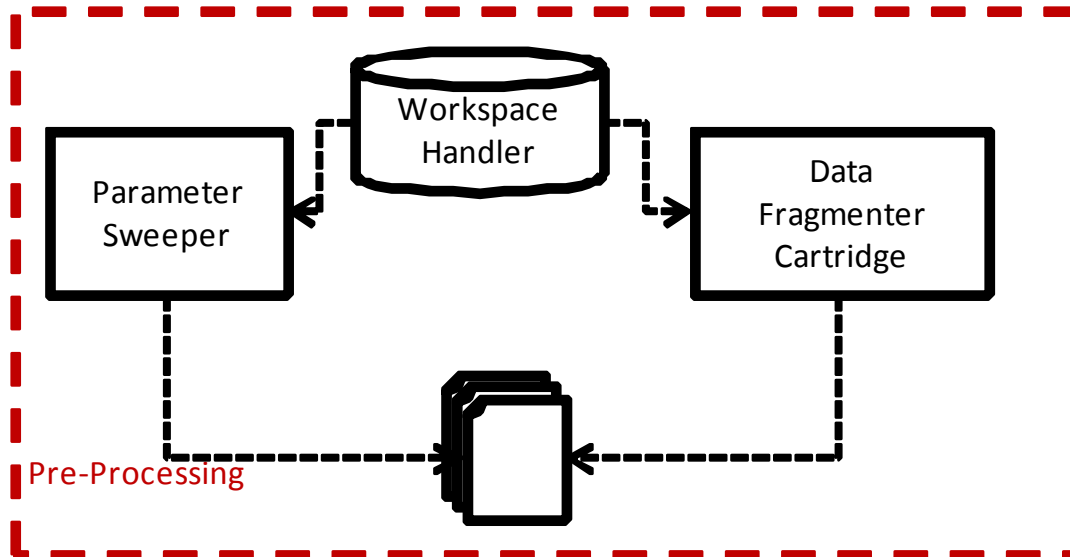 Workspace
Handler
Parameter
Sweeper
Data
Fragmenter
Cartridge
Pre-Processing